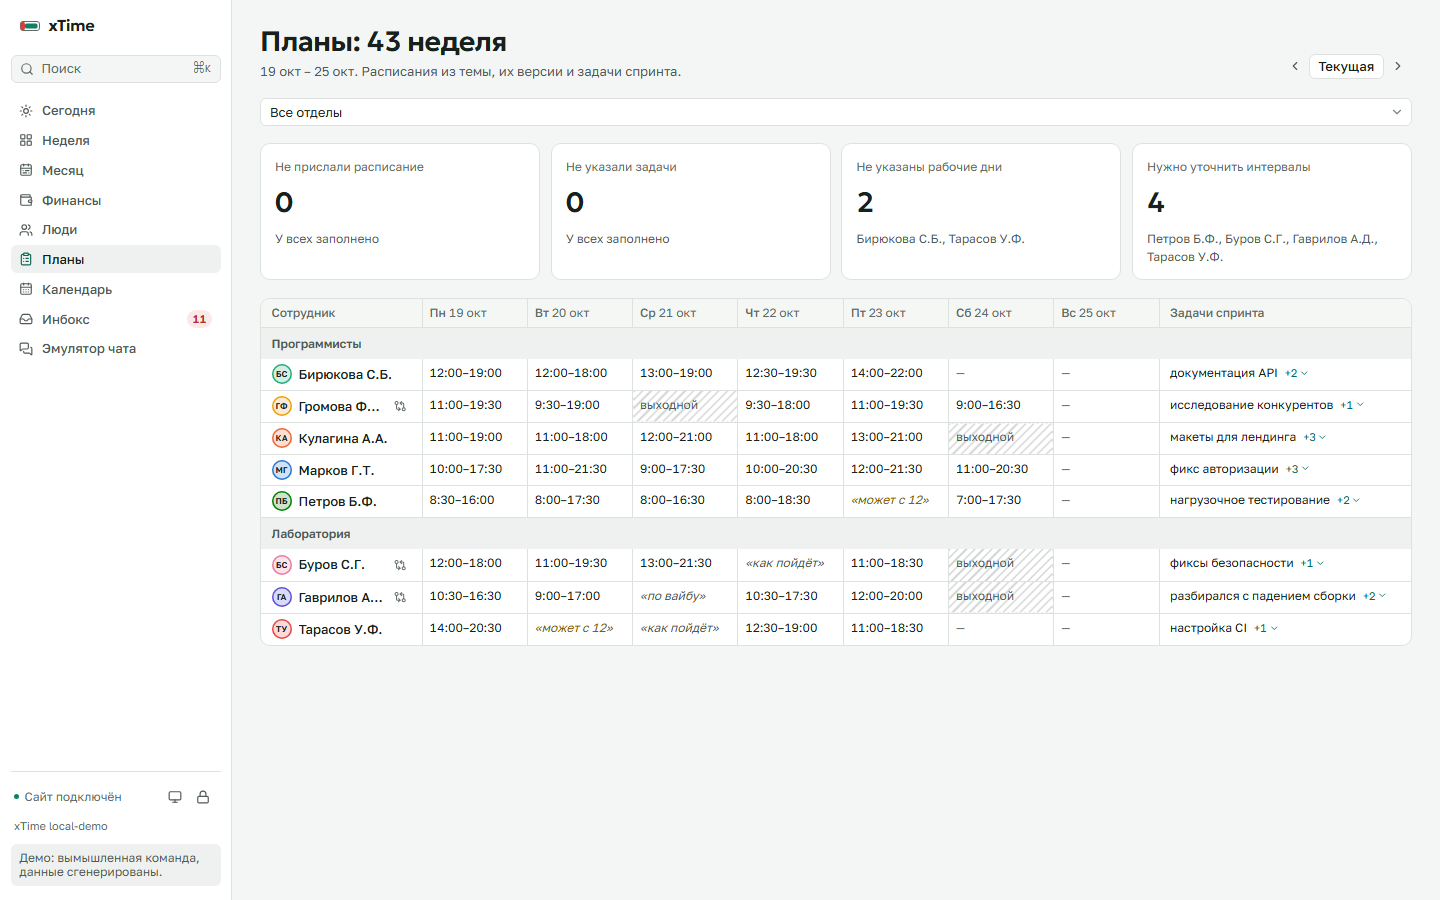 xTime
Поиск ⌘K
Сегодня
Неделя
Месяц
Финансы
Люди
Планы
Календарь
Инбокс 11
Эмулятор чата
Сайт подключён
xTime local-demo
Демо: вымышленная команда,
данные сгенерированы.
Планы: 43 неделя
19 окт – 25 окт. Расписания из темы, их версии и задачи спринта.
Текущая
Все отделы
Не прислали расписание
0
У всех заполнено
Не указали задачи
0
У всех заполнено
Не указаны рабочие дни
2
Бирюкова С.Б., Тарасов У.Ф.
Нужно уточнить интервалы
4
Петров Б.Ф., Буров С.Г., Гаврилов А.Д.,
Тарасов У.Ф.
Сотрудник Пн 19 окт Вт 20 окт Ср 21 окт Чт 22 окт Пт 23 окт Сб 24 окт Вс 25 окт Задачи спринта
Программисты
БС Бирюкова С.Б. 12:00–19:00 12:00–18:00 13:00–19:00 12:30–19:30 14:00–22:00 — — документация API +2
ГФ Громова Ф... 11:00–19:30 9:30–19:00 выходной 9:30–18:00 11:00–19:30 9:00–16:30 — исследование конкурентов +1
КА Кулагина А.А. 11:00–19:00 11:00–18:00 12:00–21:00 11:00–18:00 13:00–21:00 выходной — макеты для лендинга +3
МГ Марков Г.Т. 10:00–17:30 11:00–21:30 9:00–17:30 10:00–20:30 12:00–21:30 11:00–20:30 — фикс авторизации +3
ПБ Петров Б.Ф. 8:30–16:00 8:00–17:30 8:00–16:30 8:00–18:30 «может с 12» 7:00–17:30 — нагрузочное тестирование +2
Лаборатория
БС Буров С.Г. 12:00–18:00 11:00–19:30 13:00–21:30 «как пойдёт» 11:00–18:30 выходной — фиксы безопасности +1
ГА Гаврилов А... 10:30–16:30 9:00–17:00 «по вайбу» 10:30–17:30 12:00–20:00 выходной — разбирался с падением сборки +2
ТУ Тарасов У.Ф. 14:00–20:30 «может с 12» «как пойдёт» 12:30–19:00 11:00–18:30 — — настройка CI +1